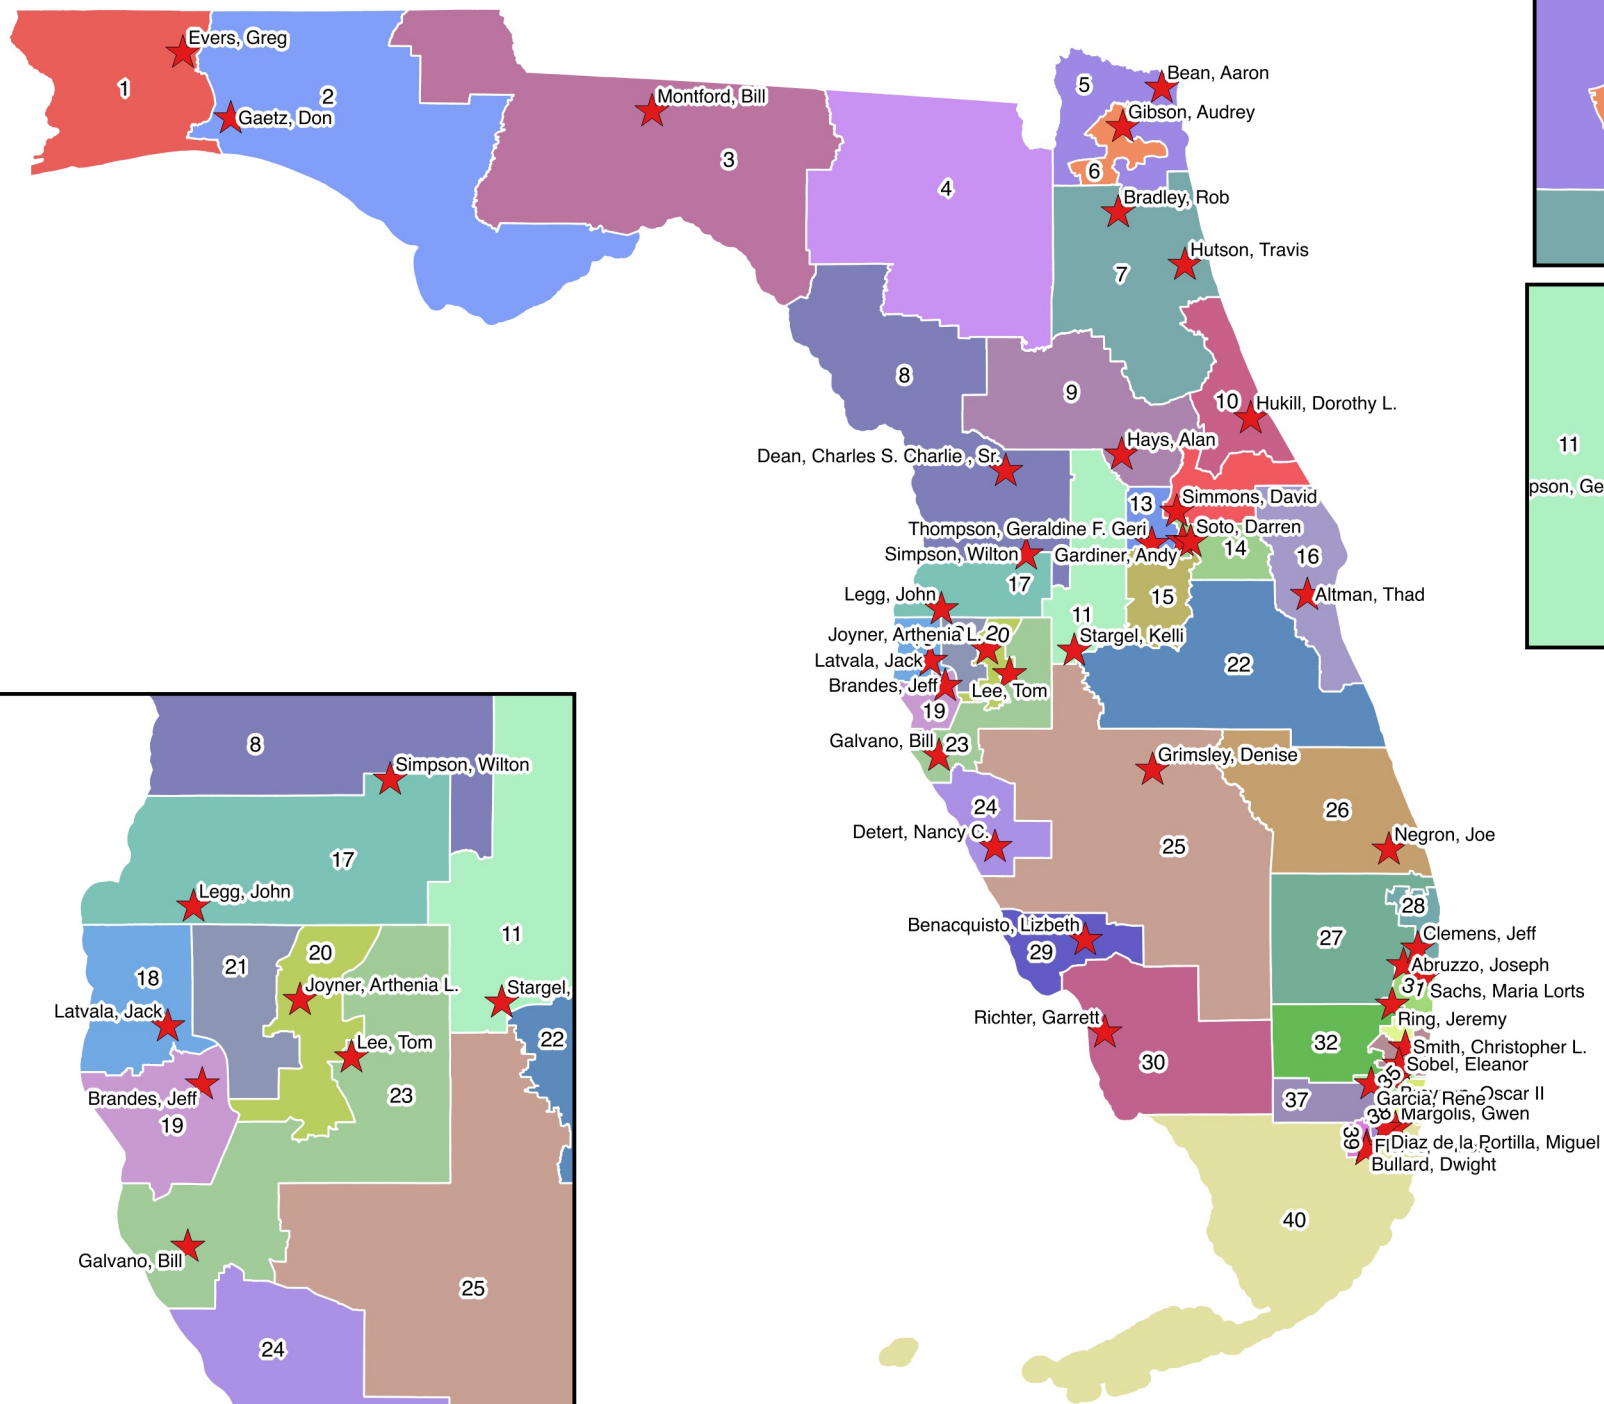 Evers, Greg
1
2
Gaetz, Don
Montford, Bill
3
4
5
Bean, Aaron
Gibson, Audrey
6
Bradley, Rob
Hutson, Travis
7
8
9
10
Hukill, Dorothy L.
Hays, Alan
Dean, Charles S. Charlie , Sr.
13
Simmons, David
Thompson, Geraldine F. Geri
Soto, Darren
Simpson, Wilton
Gardiner, Andy
14
16
17
15
Legg, John
Altman, Thad
11
Joyner, Arthenia L.
20
Stargel, Kelli
Latvala, Jack
22
Brandes, Jeff
Lee, Tom
19
Galvano, Bill
23
Grimsley, Denise
24
26
Detert, Nancy C.
Negron, Joe
25
28
Benacquisto, Lizbeth
29
27
Clemens, Jeff
Abruzzo, Joseph
31
Sachs, Maria Lorts
Richter, Garrett
Ring, Jeremy
30
32
Smith, Christopher L.
Sobel, Eleanor
35
Oscar II
37
Garcia, Rene
38
Margolis, Gwen
39
Diaz de la Portilla, Miguel
Bullard, Dwight
40
11
pson, Ge
8
Simpson, Wilton
17
Legg, John
11
18
21
20
Joyner, Arthenia L.
Stargel,
Latvala, Jack
22
Lee, Tom
Brandes, Jeff
19
23
Galvano, Bill
25
24